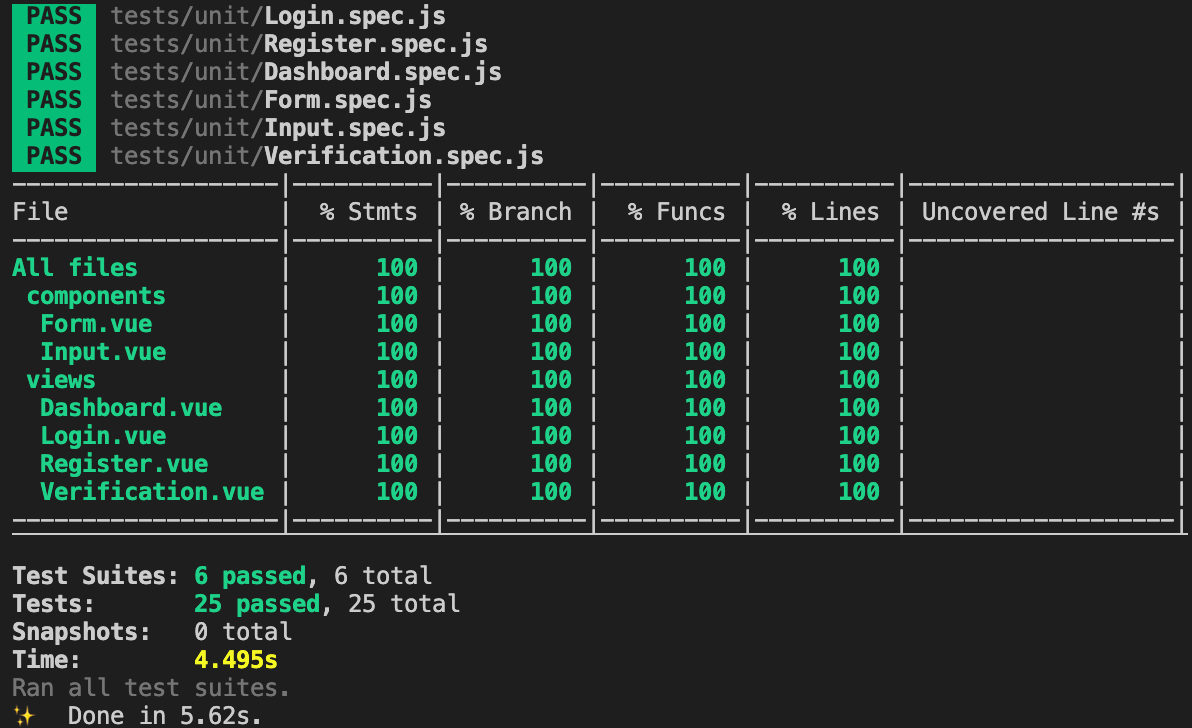 PASS tests/unit/Login.spec.js
PASS tests/unit/Register.spec.js
PASS tests/unit/Dashboard.spec.js
PASS tests/unit/Form.spec.js
PASS tests/unit/Input.spec.js
PASS tests/unit/Verification.spec.js
-------------------|----------|----------|----------|----------|-------------------|
File | % Stmts | % Branch | % Funcs | % Lines | Uncovered Line #s |
-------------------|----------|----------|----------|----------|-------------------|
All files | 100 | 100 | 100 | 100 | |
components | 100 | 100 | 100 | 100 | |
Form.vue | 100 | 100 | 100 | 100 | |
Input.vue | 100 | 100 | 100 | 100 | |
views | 100 | 100 | 100 | 100 | |
Dashboard.vue | 100 | 100 | 100 | 100 | |
Login.vue | 100 | 100 | 100 | 100 | |
Register.vue | 100 | 100 | 100 | 100 | |
Verification.vue | 100 | 100 | 100 | 100 | |
-------------------|----------|----------|----------|----------|-------------------|
Test Suites: 6 passed, 6 total
Tests: 25 passed, 25 total
Snapshots: 0 total
Time: 4.495s
Ran all test suites.
✨ Done in 5.62s.